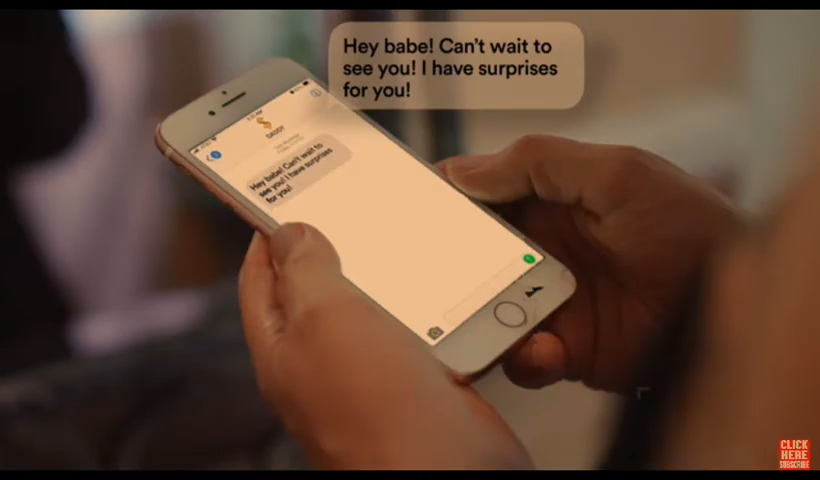 Hey babe! Can't wait to
see you! I have surprises
for you!
DADDY
Hey babe! Can't wait to
see you! I have surprises
for you!
CLICK
HERE
SUBSCRIBE